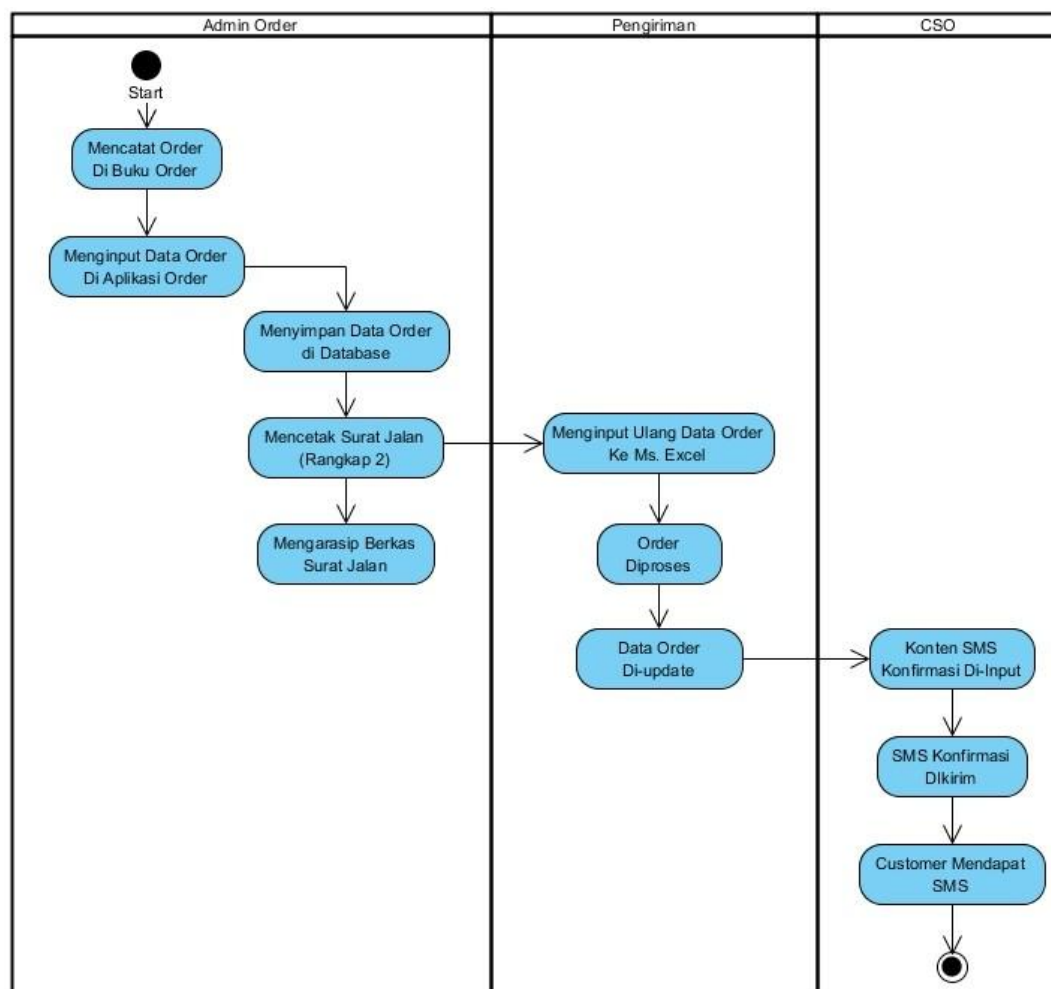 Admin Order
Pengiriman
CSO
Start
Mencatat Order
Di Buku Order
Menginput Data Order
Di Aplikasi Order
Menyimpan Data Order
di Database
Mencetak Surat Jalan
(Rangkap 2)
Mengarasip Berkas
Surat Jalan
Menginput Ulang Data Order
Ke Ms. Excel
Order
Diproses
Data Order
Di-update
Konten SMS
Konfirmasi Di-Input
SMS Konfirmasi
DIkirim
Customer Mendapat
SMS